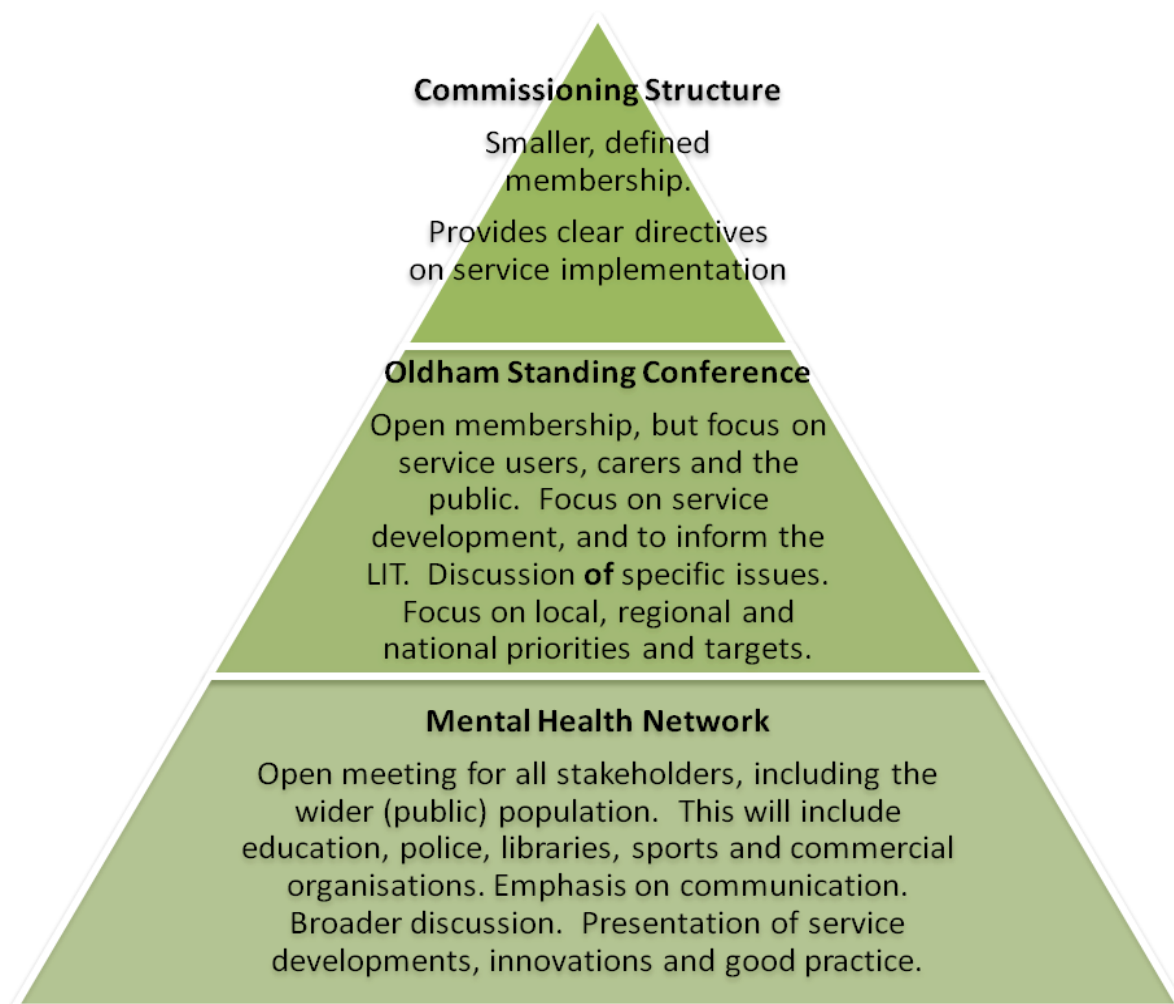 Commissioning Structure
Smaller, defined
membership.
Provides clear directives
on service implementation
Oldham Standing Conference
Open membership, but focus on
service users, carers and the
public.  Focus on service
development, and to inform the
LIT.  Discussion of specific issues.
Focus on local, regional and
national priorities and targets.
Mental Health Network
Open meeting for all stakeholders, including the
wider (public) population.  This will include
education, police, libraries, sports and commercial
organisations. Emphasis on communication.
Broader discussion.  Presentation of service
developments, innovations and good practice.